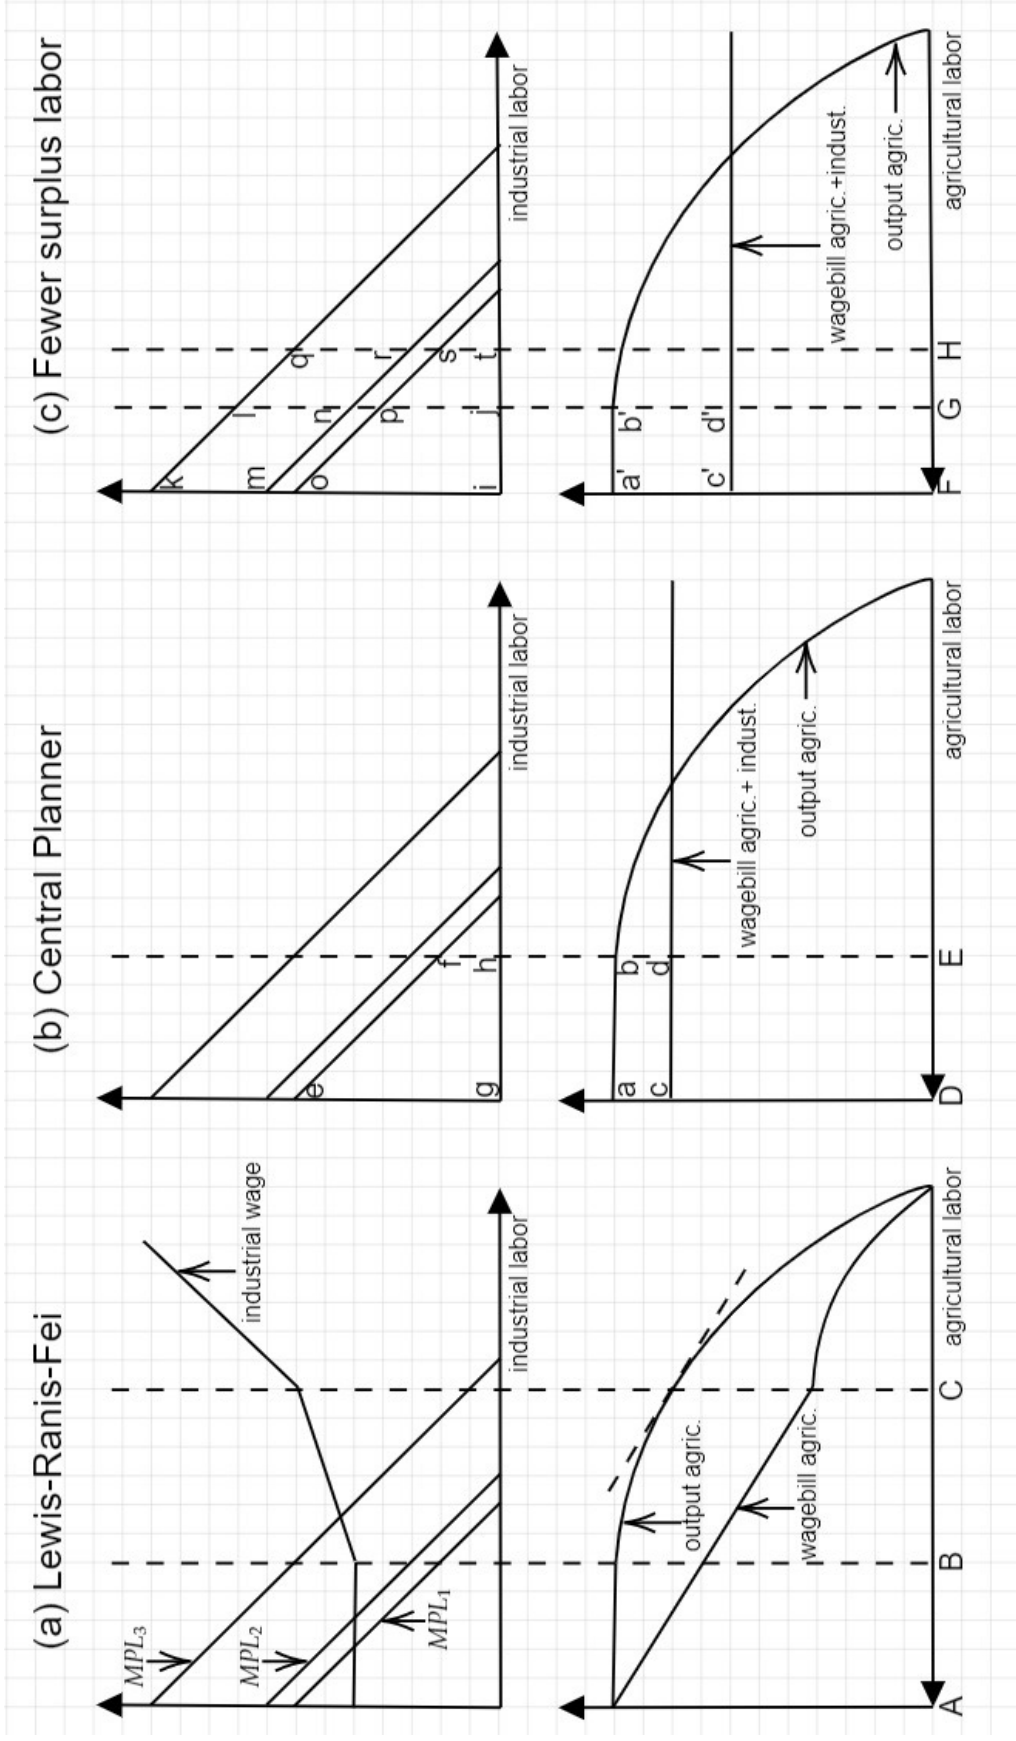 (a) Lewis-Ranis-Fei
MPL₃
MPL₂
MPL₁
industrial wage
industrial labor
output agric.
wagebill agric.
A
B
C
agricultural labor
(b) Central Planner
e
f
g
h
industrial labor
a
b
c
d
wagebill agric.+ indust.
output agric.
D
E
agricultural labor
(c) Fewer surplus labor
k
l
q
m
n
r
o
p
s
i
j
t
industrial labor
a'
b'
c'
d'
wagebill agric.+indust.
output agric.
F
G
H
agricultural labor